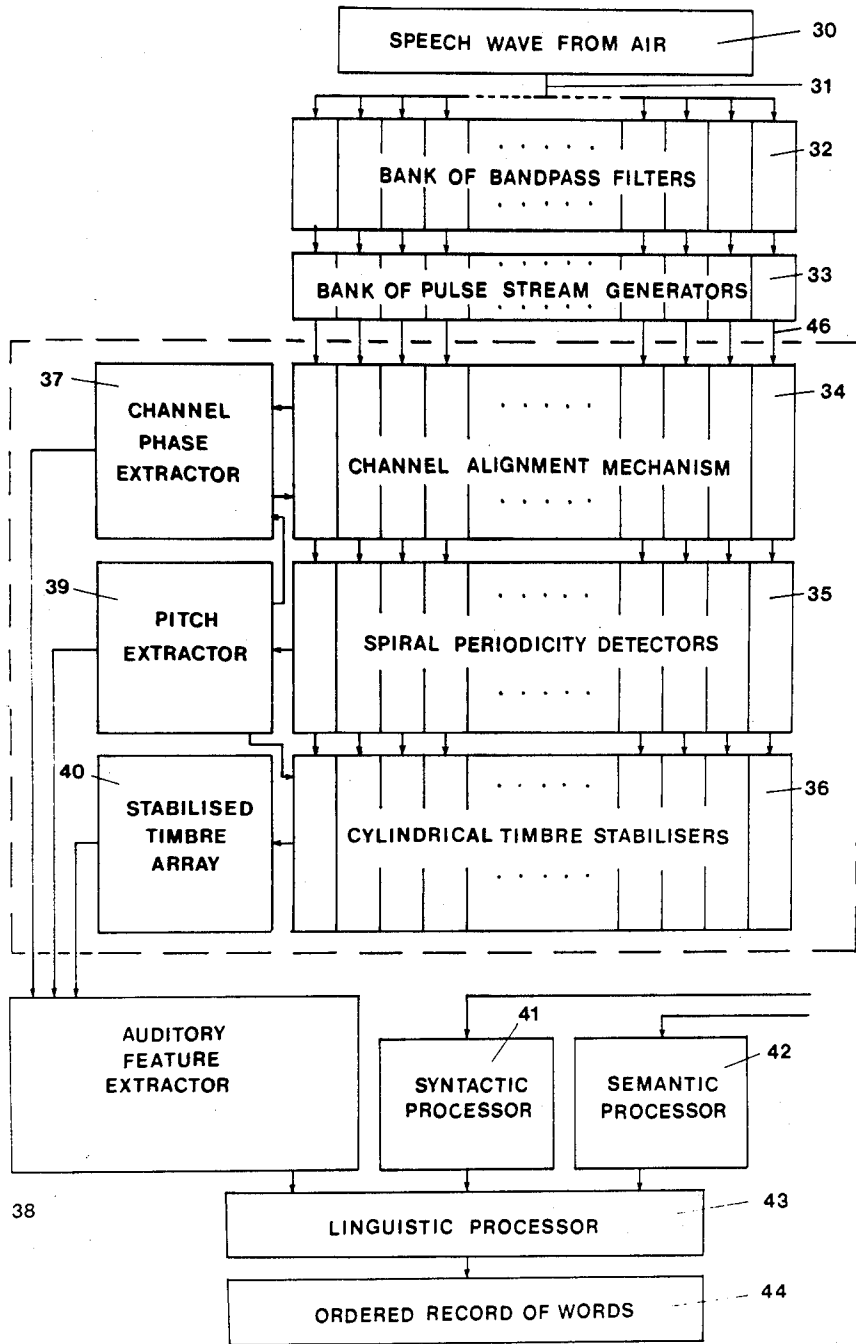 SPEECH WAVE FROM AIR
30
31
BANK OF BANDPASS FILTERS
32
BANK OF PULSE STREAM GENERATORS
33
46
37
CHANNEL
PHASE
EXTRACTOR
34
CHANNEL ALIGNMENT MECHANISM
39
PITCH
EXTRACTOR
35
SPIRAL PERIODICITY DETECTORS
40
STABILISED
TIMBRE
ARRAY
36
CYLINDRICAL TIMBRE STABILISERS
AUDITORY
FEATURE
EXTRACTOR
38
41
SYNTACTIC
PROCESSOR
42
SEMANTIC
PROCESSOR
43
LINGUISTIC PROCESSOR
44
ORDERED RECORD OF WORDS